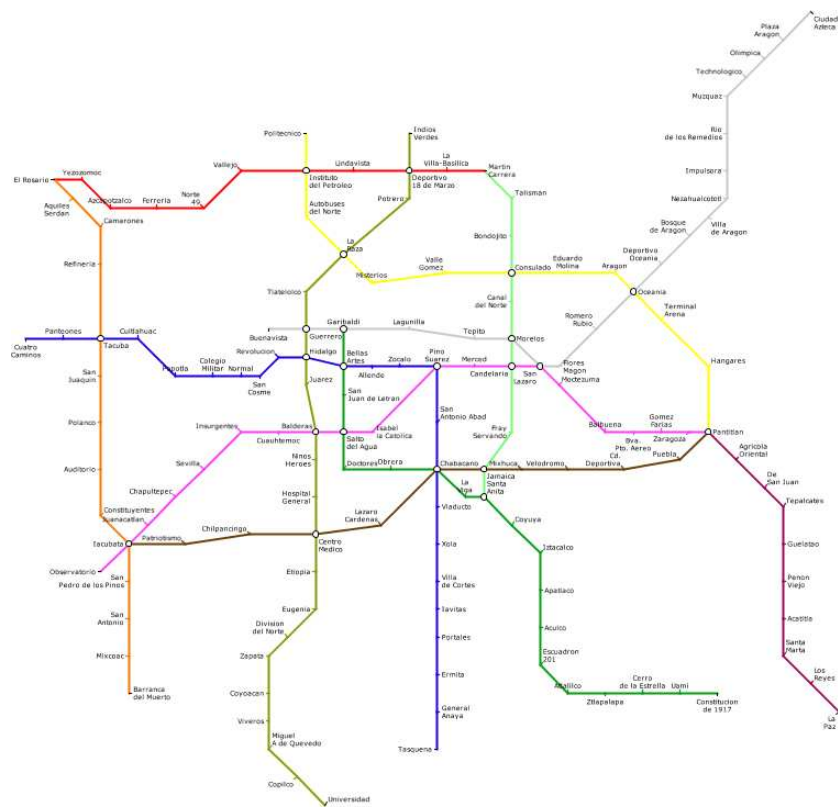 Ciudad
Azteca
Plaza
Aragon
Olimpica
Technologico
Muzquaz
Rio
de los Remedios
Impulsora
Nezahualcototl
Villa
de Aragon
Bosque
de Aragon
Deportivo
Oceania
Oceania
Romero
Rubio
Flores
Magon
Politecnico
Indios
Verdes
Vallejo
Lindavista
La
Villa-Basilica
Martin
Carrera
Instituto
del Petroleo
Deportivo
18 de Marzo
El Rosario
Yezozomoc
Azcapotzalco
Ferreria
Norte
49
Aquiles
Serdan
Camarones
Autobuses
del Norte
Potrero
Talisman
Refineria
La
Raza
Bondojito
Misterios
Valle
Gomez
Consulado
Eduardo
Molina
Aragon
Tlatelolco
Canal
del Norte
Terminal
Arena
Cuatro
Caminos
Panteones
Tacuba
Cuitlahuac
Buenavista
Guerrero
Garibaldi
Lagunilla
Tepito
Morelos
Popotla
Colegio
Militar
Normal
San
Cosme
Revolucion
Hidalgo
Bellas
Artes
Allende
Zocalo
Pino
Suarez
Merced
Candelaria
San
Lazaro
Moctezuma
Hangares
San
Juaquin
Juarez
San
Juan de Letran
San
Antonio Abad
Polanco
Insurgentes
Cuauhtemoc
Balderas
Salto
del Agua
Isabel
la Catolica
Fray
Servando
Balbuena
Bva.
Pto. Aereo
Gomez
Farias
Zaragoza
Pantitlan
Auditorio
Sevilla
Ninos
Heroes
Doctores
Obrera
Chabacano
La
Viga
Mixhuca
Jamaica
Santa
Anita
Velodromo
Cd.
Deportiva
Puebla
Agricola
Oriental
De
San Juan
Chapultepec
Hospital
General
Constituyentes
Juanacatlan
Tacubata
Patriotismo
Chilpancingo
Lazaro
Cardenas
Centro
Medico
Viaducto
Coyuya
Tepalcates
Observatorio
Xola
Iztacalco
Guelatao
San
Pedro de los Pinos
Etiopia
Villa
de Cortes
Apatlaco
Penon
Viejo
San
Antonio
Eugenia
Division
del Norte
Iavitas
Aculco
Acatitla
Mixcoac
Zapata
Portales
Escuadron
201
Santa
Marta
Barranca
del Muerto
Coyoacan
Ermita
Atlalilco
Ztlapalapa
Cerro
de la Estrella
Uami
Constitucion
de 1917
Los
Reyes
La
Paz
Viveros
General
Anaya
Miguel
A de Quevedo
Tasquena
Copilco
Universidad